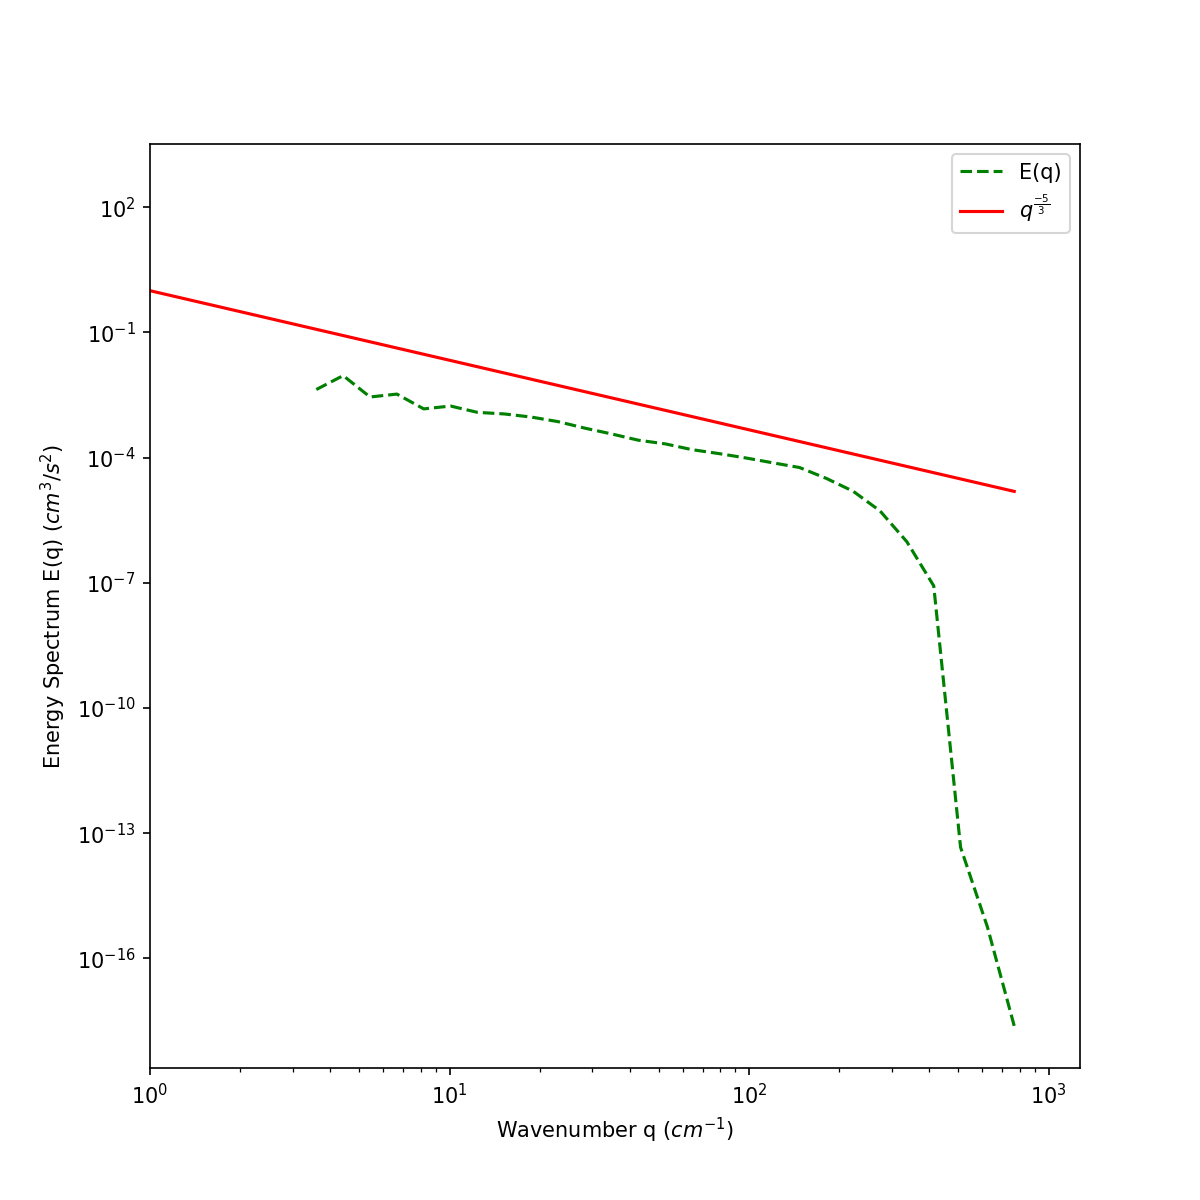 E(q)
$q^{\frac{-5}{3}}$
$10^{2}$
$10^{-1}$
$10^{-4}$
$10^{-7}$
$10^{-10}$
$10^{-13}$
$10^{-16}$
Energy Spectrum E(q) ($cm^3/s^2$)
$10^{0}$ $10^{1}$ $10^{2}$ $10^{3}$
Wavenumber q ($cm^{-1}$)